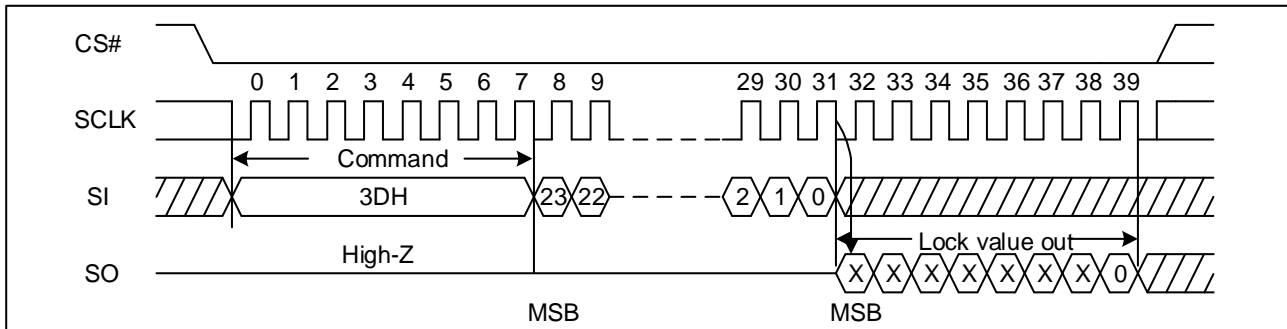 CS#
0 1 2 3 4 5 6 7 8 9 29 30 31 32 33 34 35 36 37 38 39
SCLK
Command
SI 3DH 23 22 2 1 0
High-Z Lock value out
SO X X X X X X X 0
MSB MSB